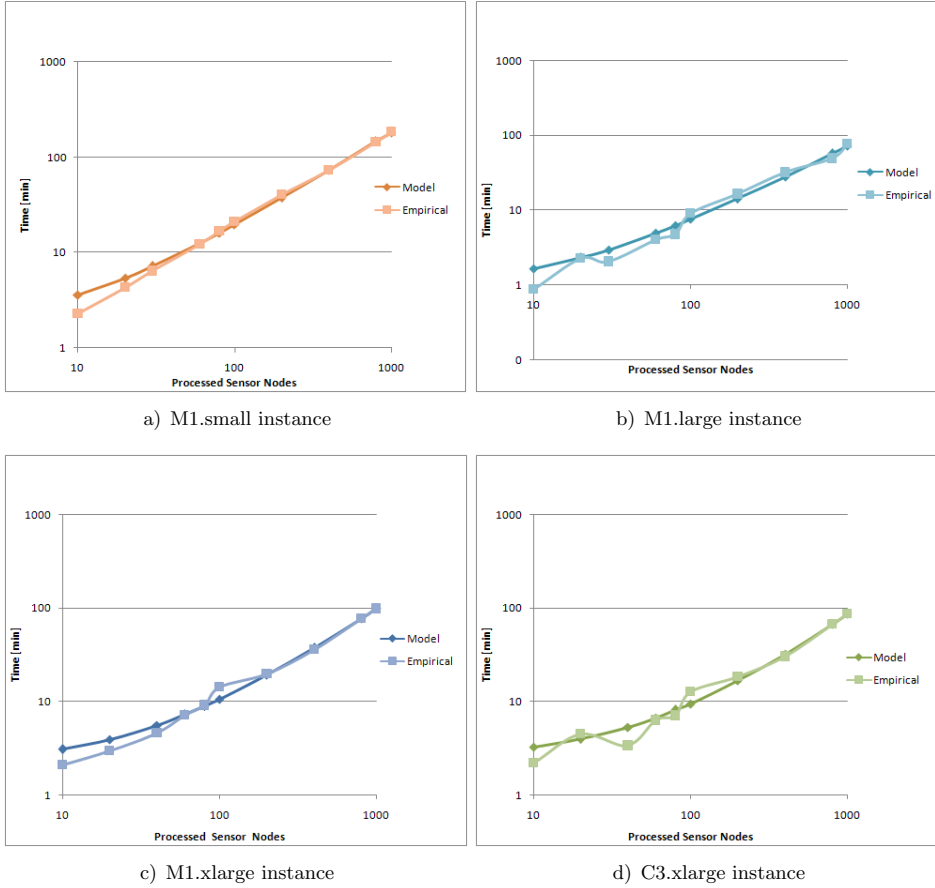 1000
100
10
1
Time [min]
10
100
1000
Processed Sensor Nodes
Model
Empirical
a) M1.small instance
1000
100
10
1
0
Time [min]
10
100
1000
Processed Sensor Nodes
Model
Empirical
b) M1.large instance
1000
100
10
1
Time [min]
10
100
1000
Processed Sensor Nodes
Model
Empirical
c) M1.xlarge instance
1000
100
10
1
Time [min]
10
100
1000
Processed Sensor Nodes
Model
Empirical
d) C3.xlarge instance